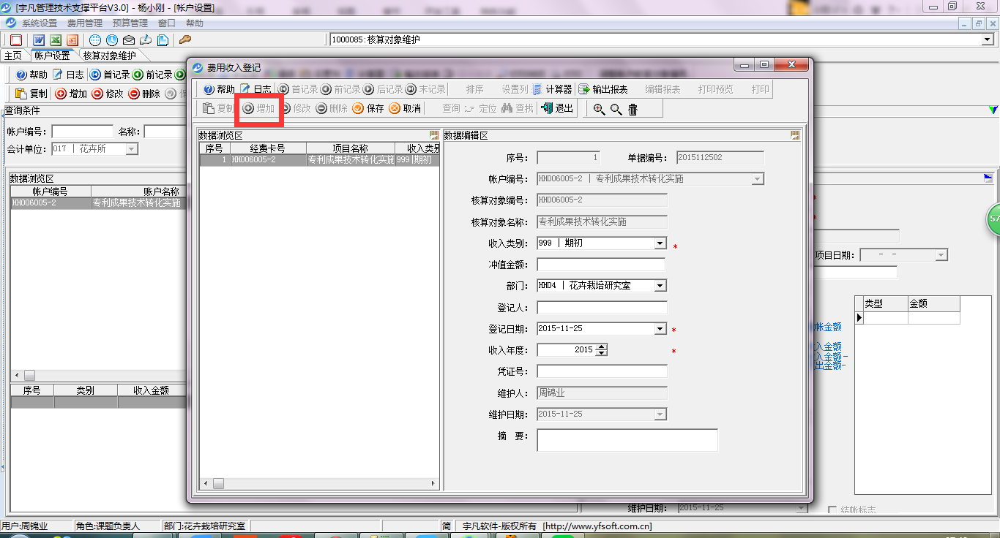 [宇凡管理技术支撑平台V3.0] - 杨小刚 - [帐户设置]
系统设置 费用管理 预算管理 窗口 帮助
1000085:核算对象维护
主页 帐户设置 核算对象维护
帮助 日志 首记录 前记录
复制 增加 修改 删除
查询条件
帐户编号: 名称:
会计单位: 017 | 花卉所
数据浏览区
帐户编号 账户名称
HH006005-2 专利成果技术转化实施
序号 类别 收入金额
费用收入登记
帮助 日志 首记录 前记录 后记录 末记录 排序 设置列 计算器 输出报表 编辑报表 打印预览 打印
复制 增加 修改 删除 保存 取消 查询 定位 查找 退出
数据浏览区
序号 经费卡号 项目名称 收入类别
1 HH006005-2 专利成果技术转化实施 999|期初
数据编辑区
序号: 1 单据编号: 2015112502
帐户编号: HH006005-2 | 专利成果技术转化实施
核算对象编号: HH006005-2
核算对象名称: 专利成果技术转化实施
收入类别: 999 | 期初 *
冲值金额:
部门: HH04 | 花卉栽培研究室
登记人:
登记日期: 2015-11-25 *
收入年度: 2015 *
凭证号:
维护人: 周锦业
维护日期: 2015-11-25
摘 要:
57
项目日期: - -
类型 金额
帐金额
入金额
入金额-
出金额-
维护日期: 2015-11-25 结帐标志
用户:周锦业 角色:课题负责人 部门:花卉栽培研究室 简 宇凡软件-版权所有 [http://www.yfsoft.com.cn]